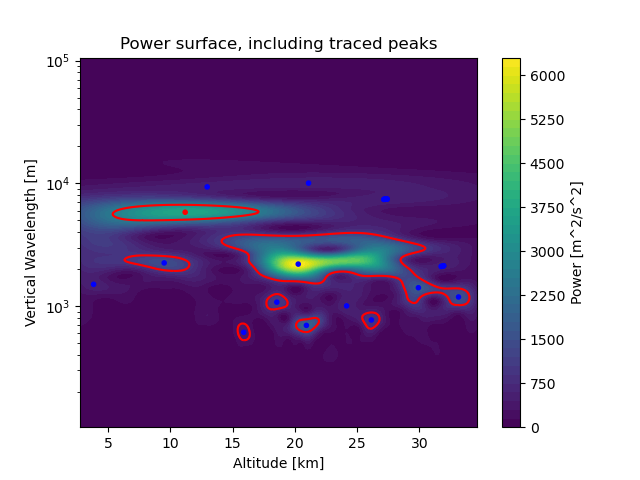 Power surface, including traced peaks
10^5
10^4
10^3
Vertical Wavelength [m]
5 10 15 20 25 30
Altitude [km]
6000
5250
4500
3750
3000
2250
1500
750
0
Power [m^2/s^2]